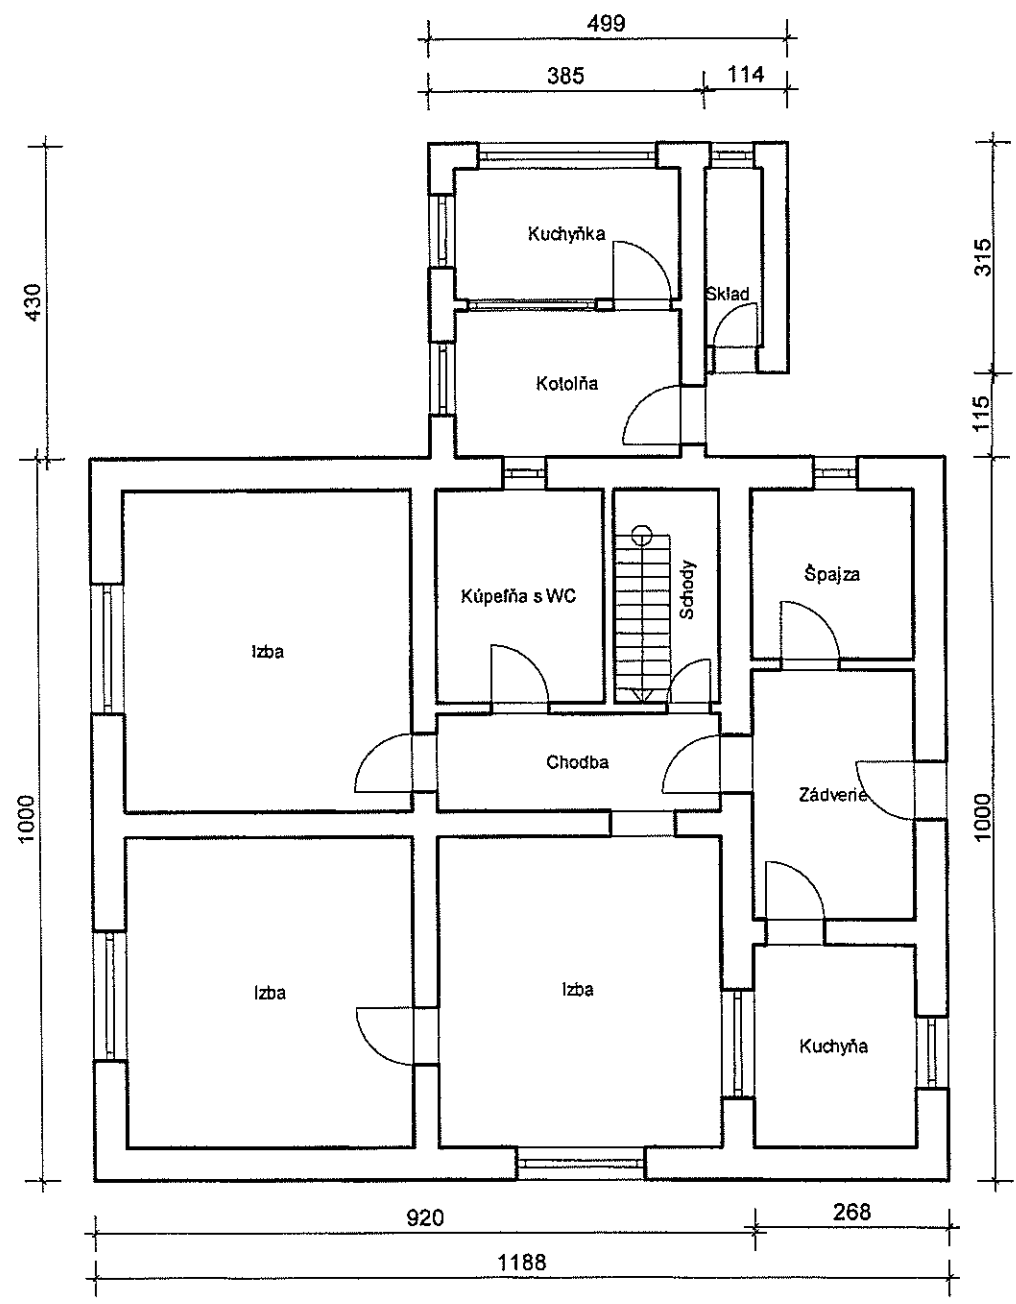 499
385
114
430
315
Kuchyňka
Sklad
Kotolňa
115
Kúpeľňa s WC
Schody
Špajza
Izba
Chodba
Zádverie
1000
1000
Izba
Izba
Kuchyňa
920
268
1188